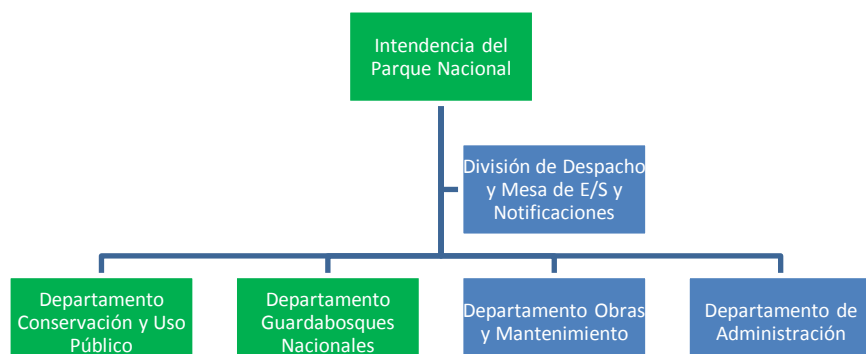 Intendencia del
Parque Nacional
División de Despacho
y Mesa de E/S y
Notificaciones
Departamento
Conservación y Uso
Público
Departamento
Guardabosques
Nacionales
Departamento Obras
y Mantenimiento
Departamento de
Administración